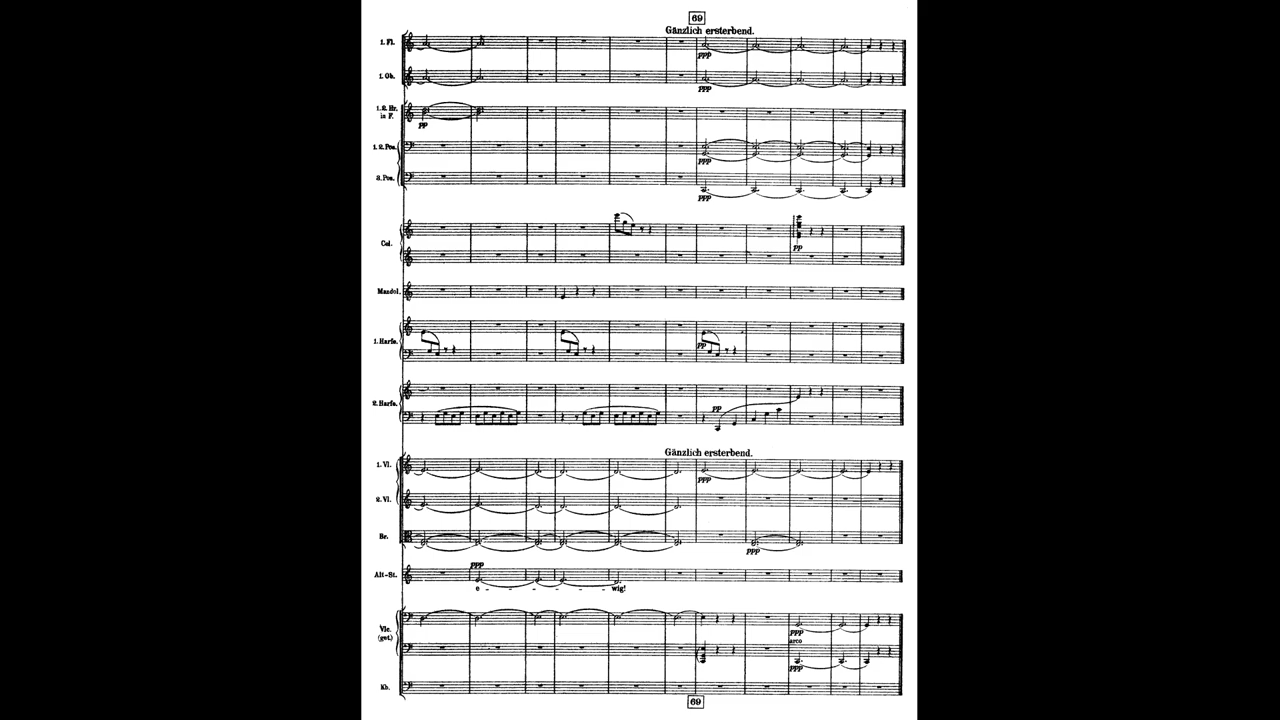 69
Gänzlich ersterbend.
1. Fl.
ppp
1. Ob.
ppp
1.2. Hr.
in F.
pp
1.2.Pos.
ppp
3. Pos.
ppp
Cel.
pp
Mandol.
1. Harfe.
pp
2. Harfe.
pp
Gänzlich ersterbend.
1. Vl.
ppp
2. Vl.
Br.
ppp
ppp
Alt-St.
e - - - - - wig!
Vlc.
(get.)
ppp
arco
ppp
Kb.
69